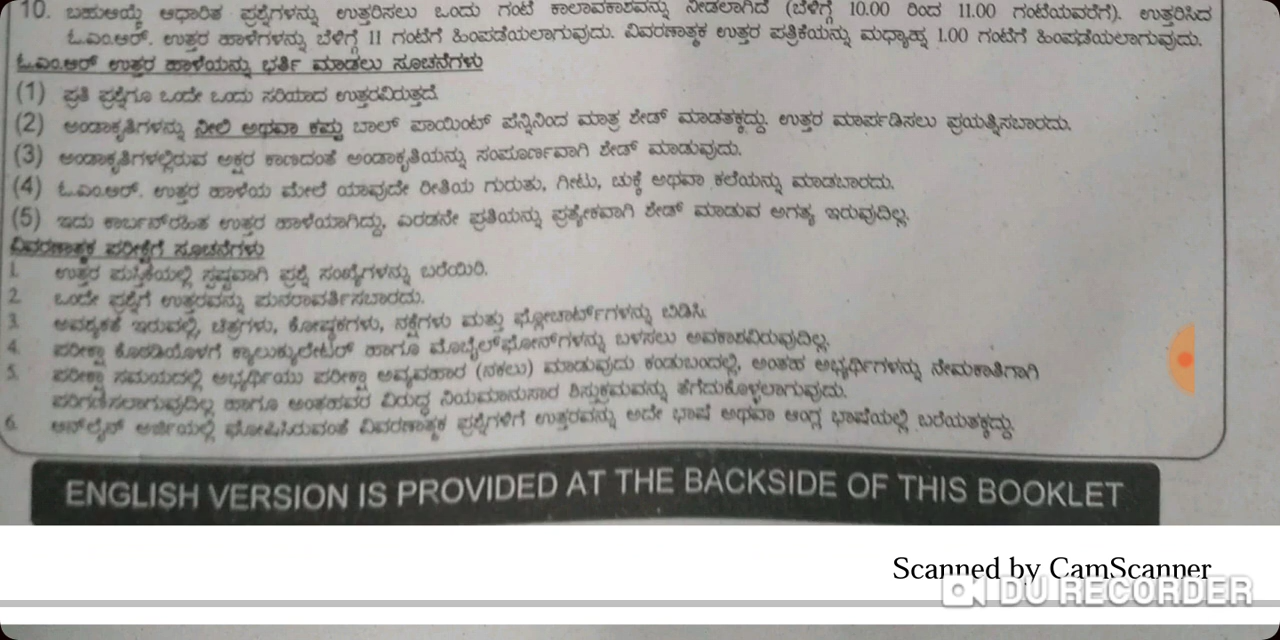 10. ಬಹುಆಯ್ಕೆ ಆಧಾರಿತ ಪ್ರಶ್ನೆಗಳನ್ನು ಉತ್ತರಿಸಲು ಒಂದು ಗಂಟೆ ಕಾಲಾವಕಾಶವನ್ನು ನೀಡಲಾಗಿದೆ (ಬೆಳಿಗ್ಗೆ 10.00 ರಿಂದ 11.00 ಗಂಟೆಯವರೆಗೆ). ಉತ್ತರಿಸಿದ
ಓ.ಎಂ.ಆರ್. ಉತ್ತರ ಹಾಳೆಗಳನ್ನು ಬೆಳಿಗ್ಗೆ 11 ಗಂಟೆಗೆ ಹಿಂಪಡೆಯಲಾಗುವುದು. ವಿವರಣಾತ್ಮಕ ಉತ್ತರ ಪತ್ರಿಕೆಯನ್ನು ಮಧ್ಯಾಹ್ನ 1.00 ಗಂಟೆಗೆ ಹಿಂಪಡೆಯಲಾಗುವುದು.
ಓ.ಎಂ.ಆರ್ ಉತ್ತರ ಹಾಳೆಯನ್ನು ಭರ್ತಿ ಮಾಡಲು ಸೂಚನೆಗಳು
(1) ಪ್ರತಿ ಪ್ರಶ್ನೆಗೂ ಒಂದೇ ಒಂದು ಸರಿಯಾದ ಉತ್ತರವಿರುತ್ತದೆ
(2) ಅಂಡಾಕೃತಿಗಳನ್ನು ನೀಲಿ ಅಥವಾ ಕಪ್ಪು ಬಾಲ್ ಪಾಯಿಂಟ್ ಪೆನ್ನಿನಿಂದ ಮಾತ್ರ ಶೇಡ್ ಮಾಡತಕ್ಕದ್ದು. ಉತ್ತರ ಮಾರ್ಪಡಿಸಲು ಪ್ರಯತ್ನಿಸಬಾರದು.
(3) ಅಂಡಾಕೃತಿಗಳಲ್ಲಿರುವ ಅಕ್ಷರ ಕಾಣದಂತೆ ಅಂಡಾಕೃತಿಯನ್ನು ಸಂಪೂರ್ಣವಾಗಿ ಶೇಡ್ ಮಾಡುವುದು.
(4) ಓ.ಎಂ.ಆರ್. ಉತ್ತರ ಹಾಳೆಯ ಮೇಲೆ ಯಾವುದೇ ರೀತಿಯ ಗುರುತು, ಗೀಟು, ಚುಕ್ಕೆ ಅಥವಾ ಕಲೆಯನ್ನು ಮಾಡಬಾರದು.
(5) ಇದು ಕಾರ್ಬನ್‌ರಹಿತ ಉತ್ತರ ಹಾಳೆಯಾಗಿದ್ದು, ಎರಡನೇ ಪ್ರತಿಯನ್ನು ಪ್ರತ್ಯೇಕವಾಗಿ ಶೇಡ್ ಮಾಡುವ ಅಗತ್ಯ ಇರುವುದಿಲ್ಲ.
ವಿವರಣಾತ್ಮಕ ಪರೀಕ್ಷೆಗೆ ಸೂಚನೆಗಳು
1. ಉತ್ತರ ಪುಸ್ತಿಕೆಯಲ್ಲಿ ಸ್ಪಷ್ಟವಾಗಿ ಪ್ರಶ್ನೆ ಸಂಖ್ಯೆಗಳನ್ನು ಬರೆಯಿರಿ.
2. ಒಂದೇ ಪ್ರಶ್ನೆಗೆ ಉತ್ತರವನ್ನು ಪುನರಾವರ್ತಿಸಬಾರದು.
3. ಅವಶ್ಯಕತೆ ಇರುವಲ್ಲಿ, ಚಿತ್ರಗಳು, ಕೋಷ್ಟಕಗಳು, ನಕ್ಷೆಗಳು ಮತ್ತು ಫ್ಲೋಚಾರ್ಟ್‌ಗಳನ್ನು ಬಿಡಿಸಿ
4. ಪರೀಕ್ಷಾ ಕೊಠಡಿಯೊಳಗೆ ಕ್ಯಾಲುಕ್ಯುಲೇಟರ್ ಹಾಗೂ ಮೊಬೈಲ್‌ಫೋನ್‌ಗಳನ್ನು ಬಳಸಲು ಅವಕಾಶವಿರುವುದಿಲ್ಲ.
5. ಪರೀಕ್ಷಾ ಸಮಯದಲ್ಲಿ ಅಭ್ಯರ್ಥಿಯು ಪರೀಕ್ಷಾ ಅವ್ಯವಹಾರ (ನಕಲು) ಮಾಡುವುದು ಕಂಡುಬಂದಲ್ಲಿ, ಅಂತಹ ಅಭ್ಯರ್ಥಿಗಳನ್ನು ನೇಮಕಾತಿಗಾಗಿ
ಪರಿಗಣಿಸಲಾಗುವುದಿಲ್ಲ ಹಾಗೂ ಅಂತಹವರ ವಿರುದ್ಧ ನಿಯಮಾನುಸಾರ ಶಿಸ್ತುಕ್ರಮವನ್ನು ತೆಗೆದುಕೊಳ್ಳಲಾಗುವುದು.
6. ಆನ್‌ಲೈನ್ ಅರ್ಜಿಯಲ್ಲಿ ಘೋಷಿಸಿರುವಂತೆ ವಿವರಣಾತ್ಮಕ ಪ್ರಶ್ನೆಗಳಿಗೆ ಉತ್ತರವನ್ನು ಅದೇ ಭಾಷೆ ಅಥವಾ ಆಂಗ್ಲ ಭಾಷೆಯಲ್ಲಿ ಬರೆಯತಕ್ಕದ್ದು.
ENGLISH VERSION IS PROVIDED AT THE BACKSIDE OF THIS BOOKLET
Scanned by CamScanner
DU RECORDER